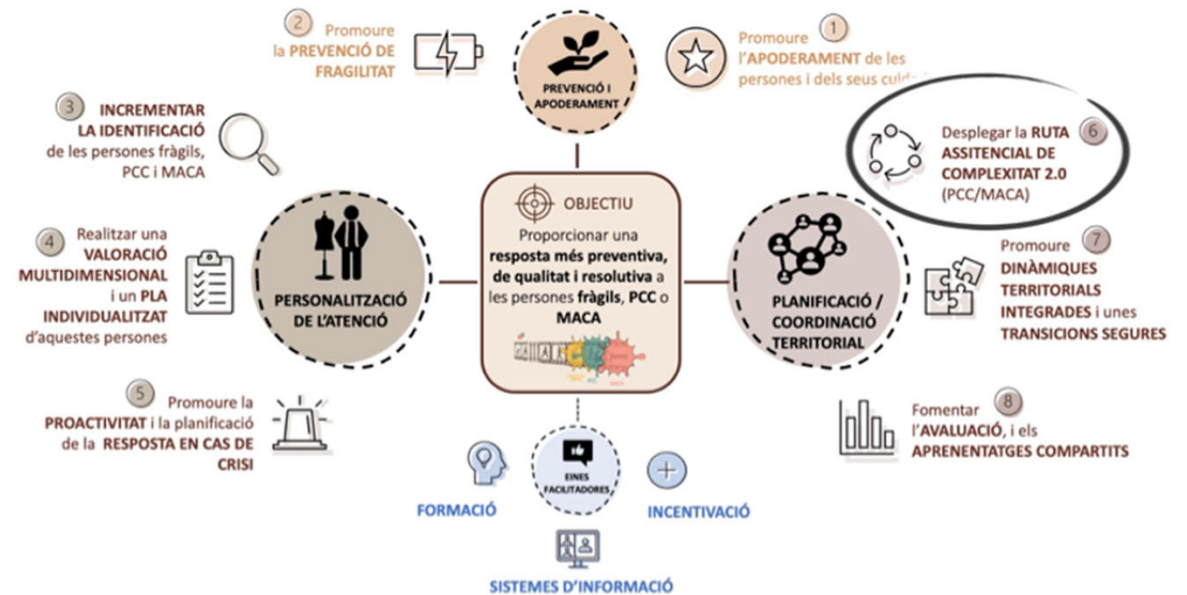 2
Promoure
la PREVENCIÓ DE
FRAGILITAT
PREVENCIÓ I
APODERAMENT
1
Promoure
l'APODERAMENT de les
persones i dels seus
3
INCREMENTAR
LA IDENTIFICACIÓ
de les persones fràgils,
PCC i MACA
6
Desplegar la RUTA
ASSITENCIAL DE
COMPLEXITAT 2.0
(PCC/MACA)
OBJECTIU
Proporcionar una
resposta més preventiva,
de qualitat i resolutiva a
les persones fràgils, PCC o
MACA
4
Realitzar una
VALORACIÓ
MULTIDIMENSIONAL
i un PLA
INDIVIDUALITZAT
d'aquestes persones
PERSONALITZACIÓ
DE L'ATENCIÓ
PLANIFICACIÓ /
COORDINACIÓ
TERRITORIAL
7
Promoure
DINÀMIQUES
TERRITORIALS
INTEGRADES i unes
TRANSICIONS SEGURES
5
Promoure la
PROACTIVITAT i la planificació
de la RESPOSTA EN CAS DE
CRISI
8
Fomentar
l'AVALUACIÓ, i els
APRENENTATGES COMPARTITS
EINES
FACILITADORES
FORMACIÓ
INCENTIVACIÓ
SISTEMES D'INFORMACIÓ